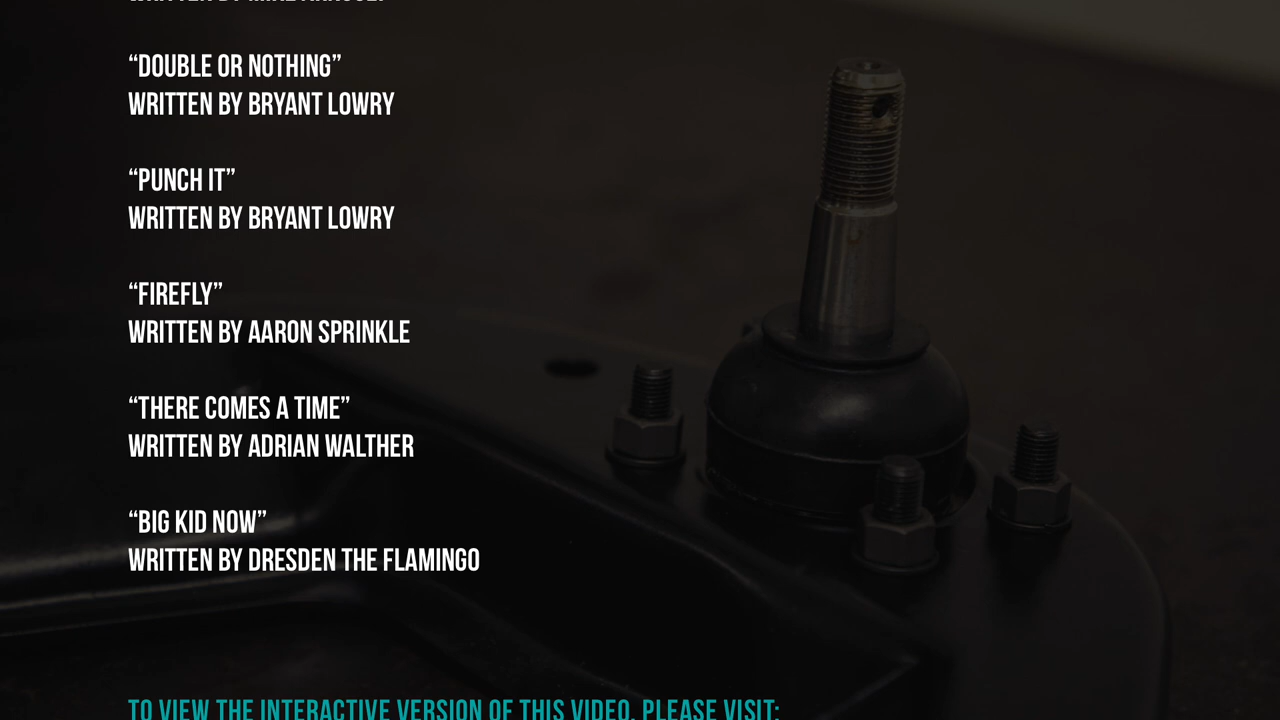 “DOUBLE OR NOTHING”
WRITTEN BY BRYANT LOWRY
“PUNCH IT”
WRITTEN BY BRYANT LOWRY
“FIREFLY”
WRITTEN BY AARON SPRINKLE
“THERE COMES A TIME”
WRITTEN BY ADRIAN WALTHER
“BIG KID NOW”
WRITTEN BY DRESDEN THE FLAMINGO
TO VIEW THE INTERACTIVE VERSION OF THIS VIDEO, PLEASE VISIT: